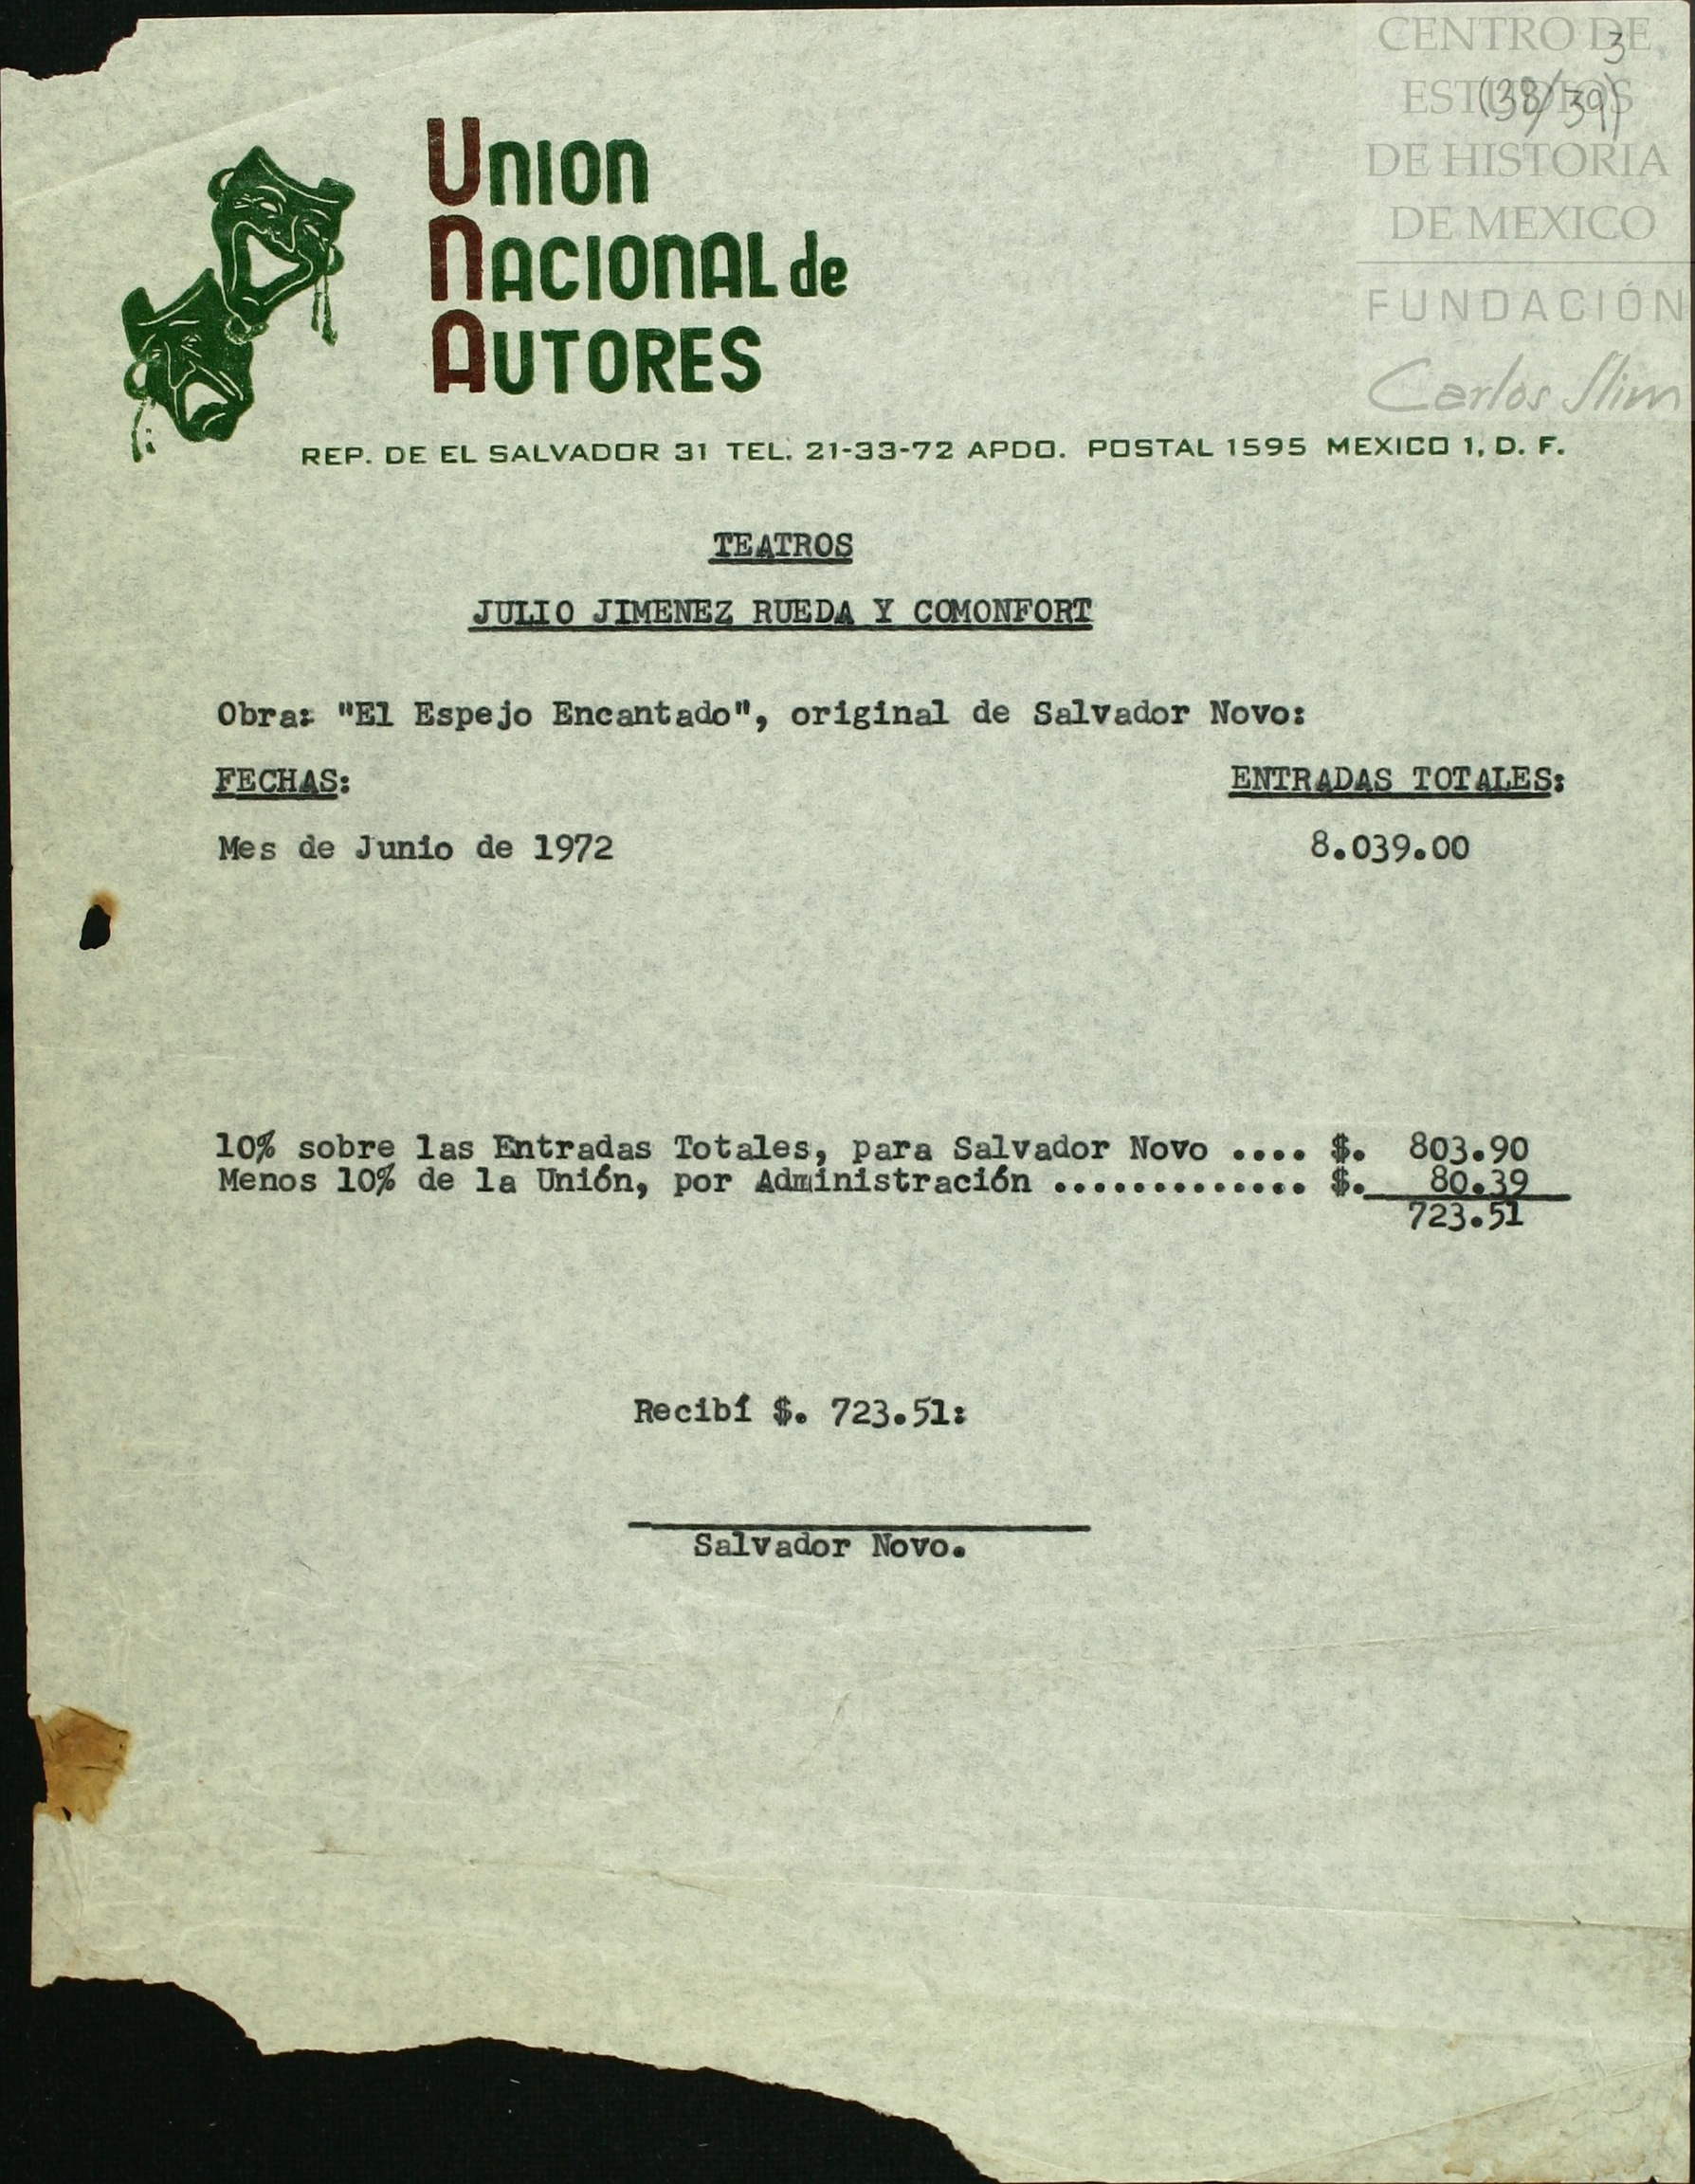 CENTRO DE
ESTUDIOS
DE HISTORIA
DE MEXICO
FUNDACIÓN
Carlos Slim
3
(38/39)
Union
Nacional de
Autores
REP. DE EL SALVADOR 31 TEL. 21-33-72 APDO. POSTAL 1595 MEXICO 1, D. F.
TEATROS
JULIO JIMENEZ RUEDA Y COMONFORT
Obra: "El Espejo Encantado", original de Salvador Novo:
FECHAS: ENTRADAS TOTALES:
Mes de Junio de 1972 8.039.00
10% sobre las Entradas Totales, para Salvador Novo .... $. 803.90
Menos 10% de la Unión, por Administración ............. $. 80.39
723.51
Recibí $. 723.51:
Salvador Novo.